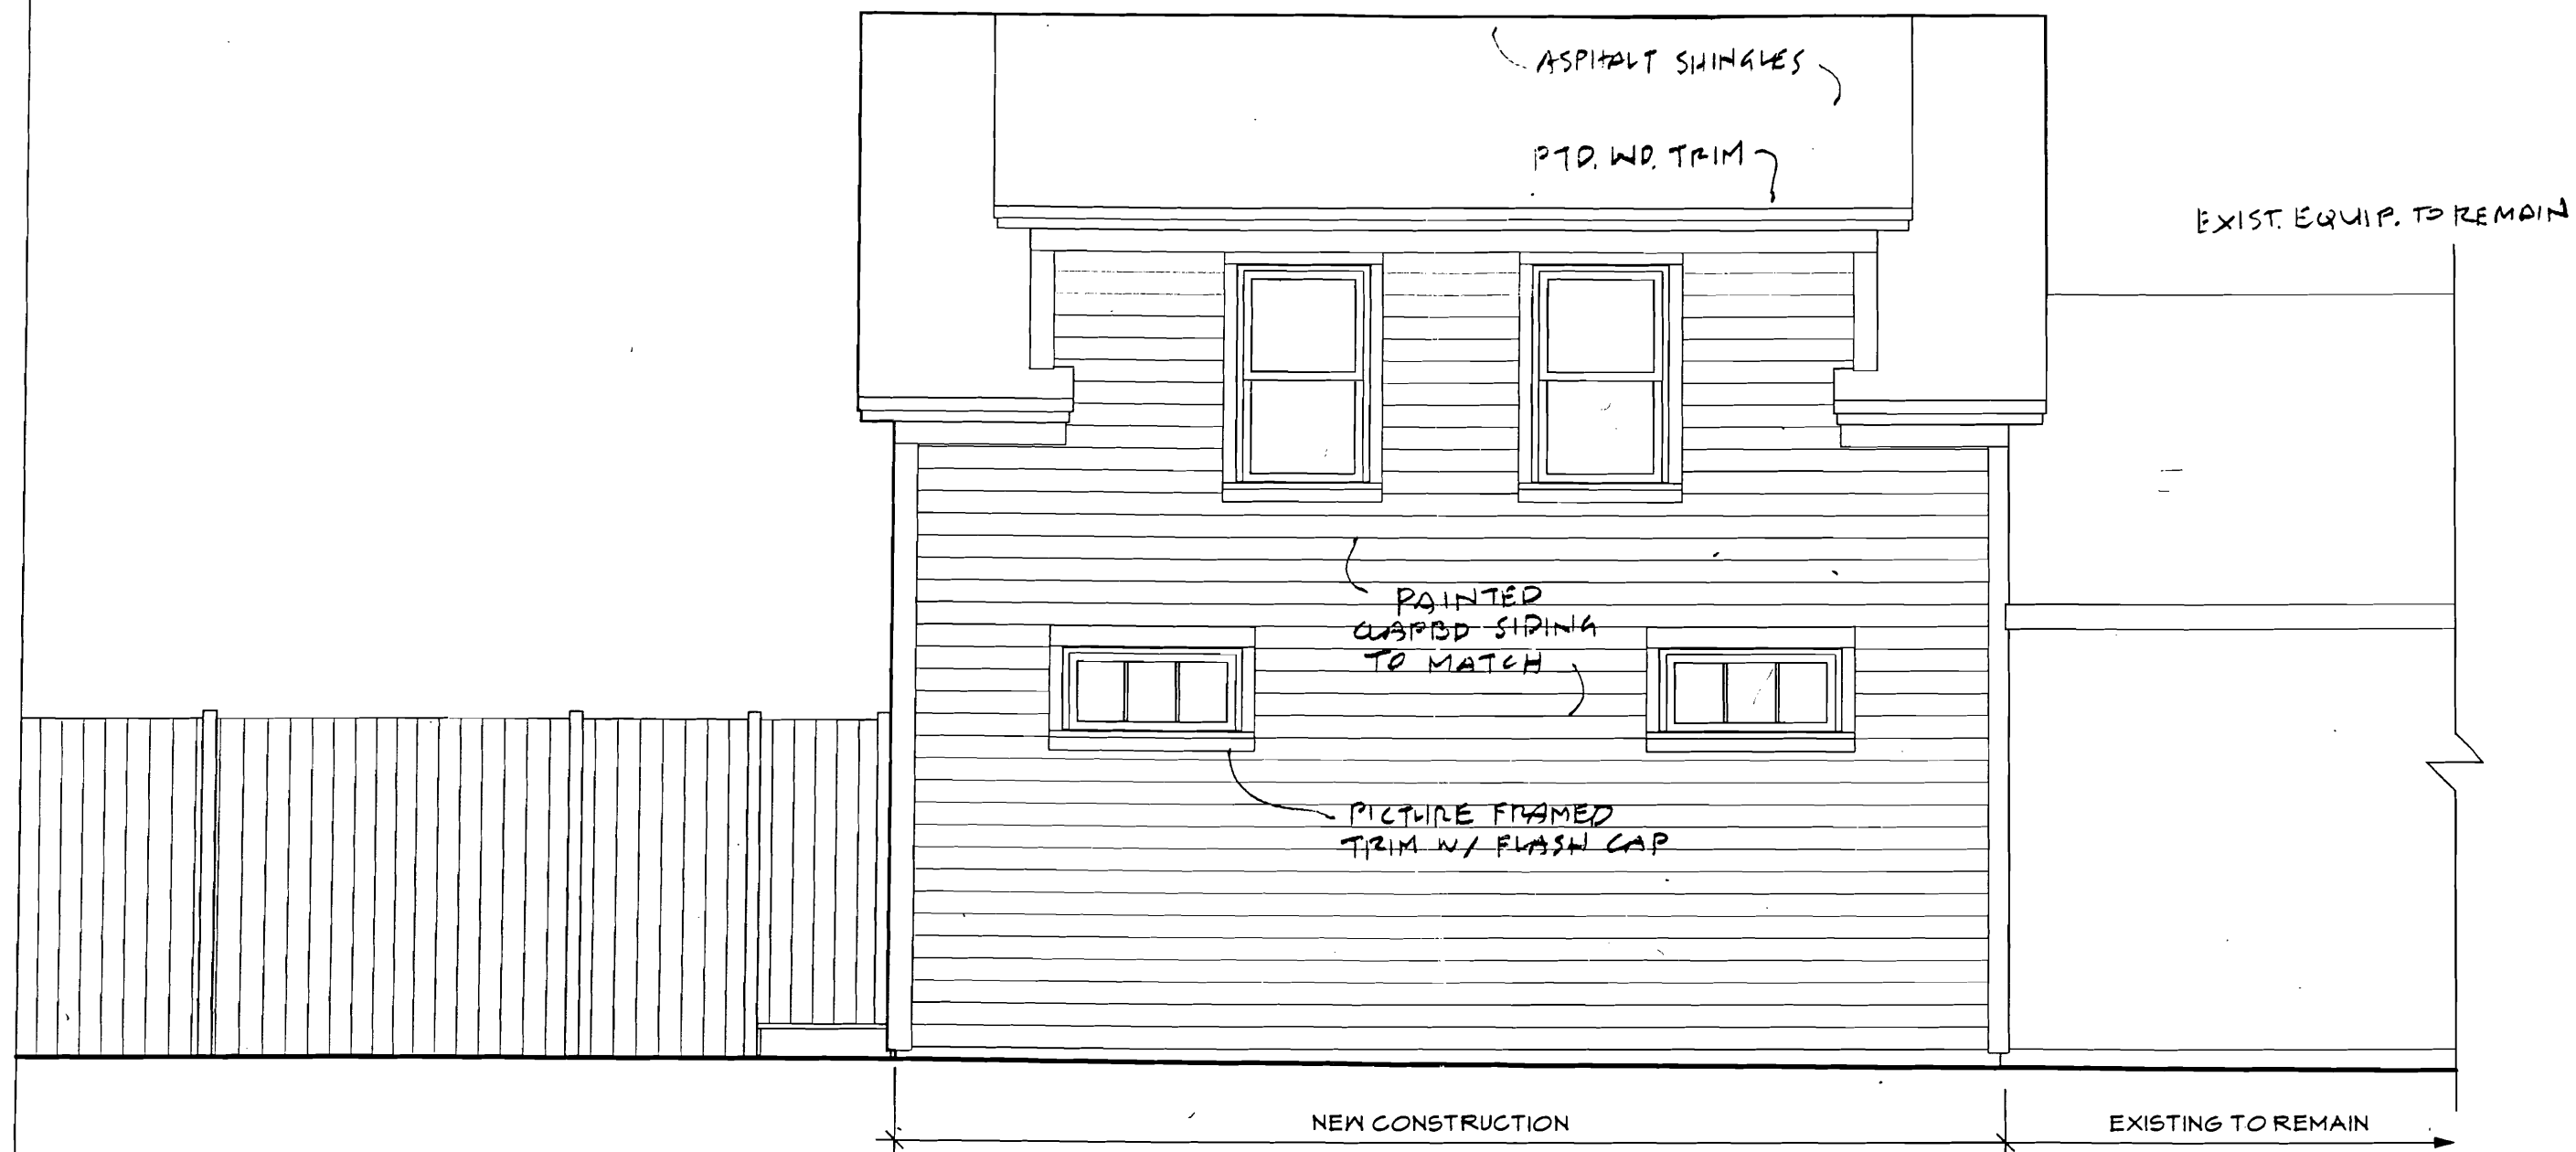 ASPHALT SHINGLES
PTD. WD. TRIM
EXIST. EQUIP. TO REMAIN
PAINTED
CLAPBD SIDING
TO MATCH
PICTURE FRAMED
TRIM W/ FLASH CAP
NEW CONSTRUCTION
EXISTING TO REMAIN